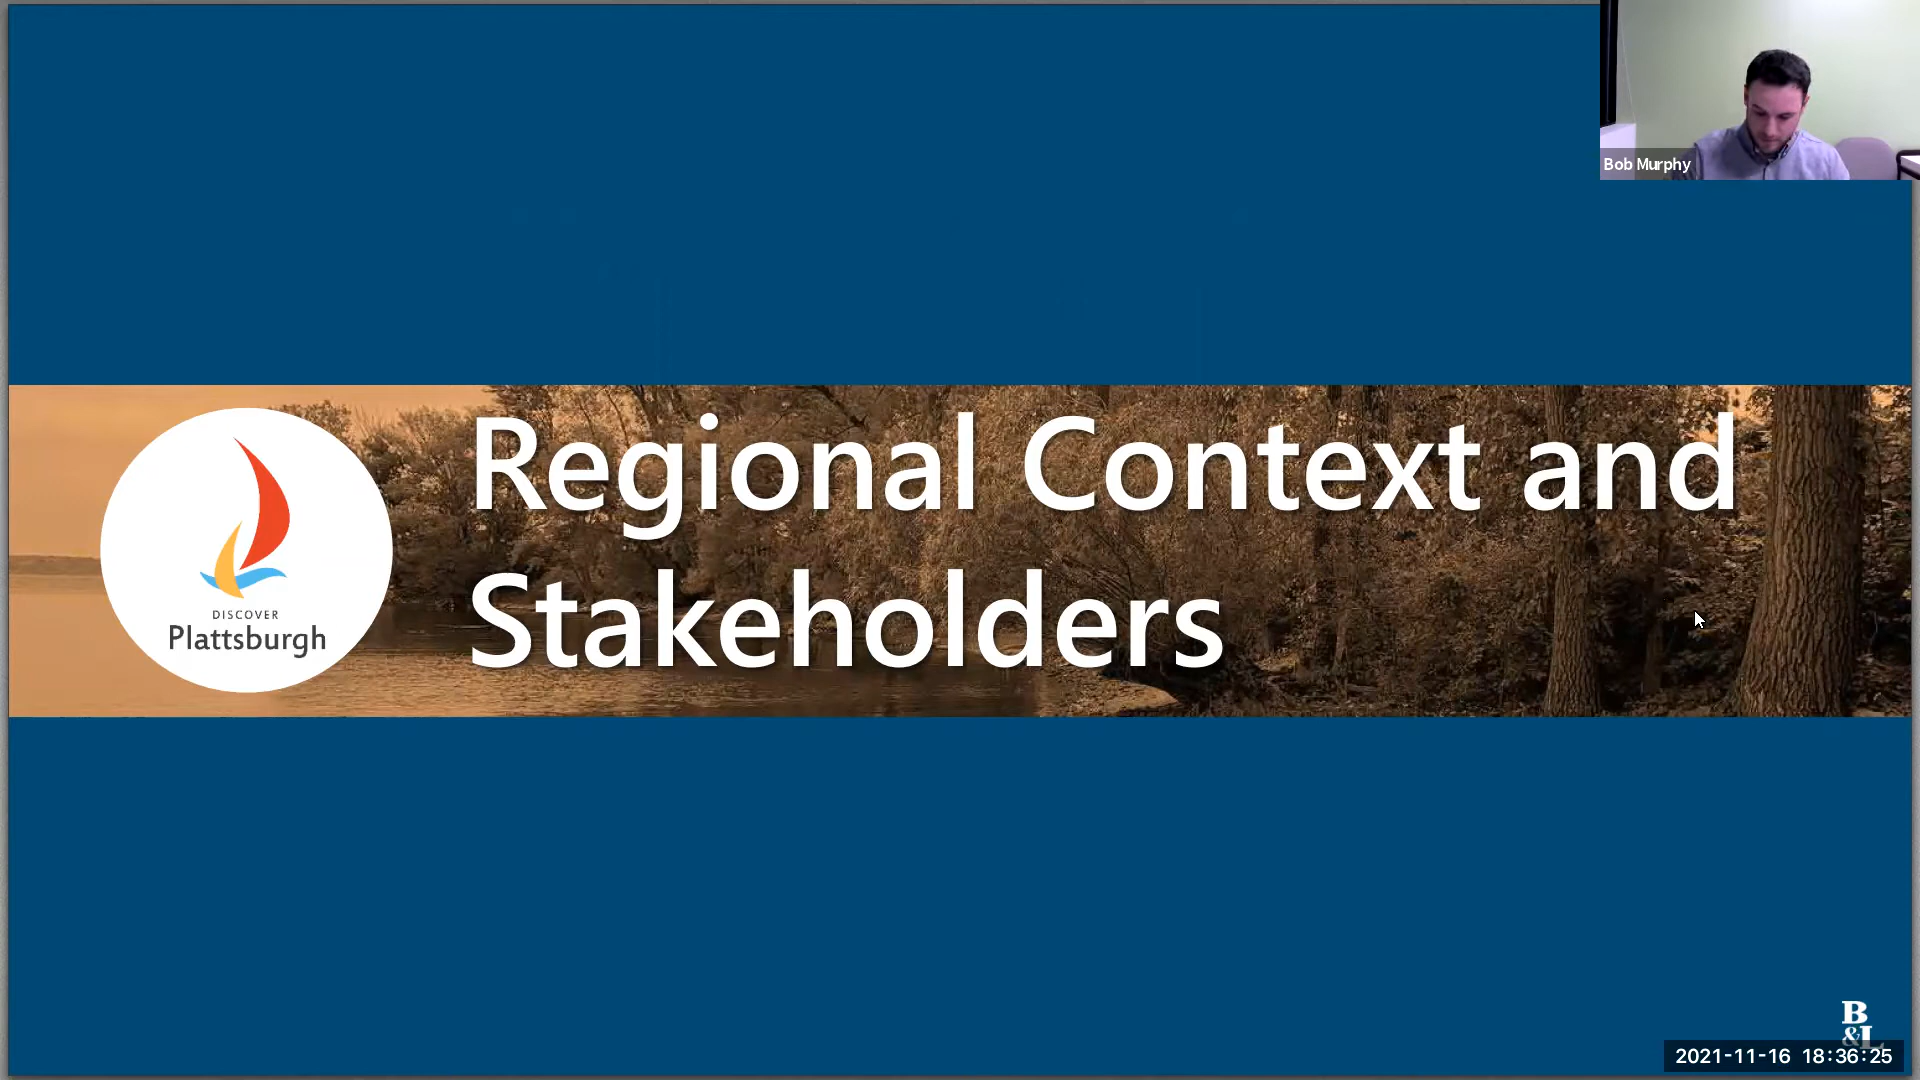 Bob Murphy
Regional Context and
Stakeholders
DISCOVER
Plattsburgh
B
&L
2021-11-16 18:36:25